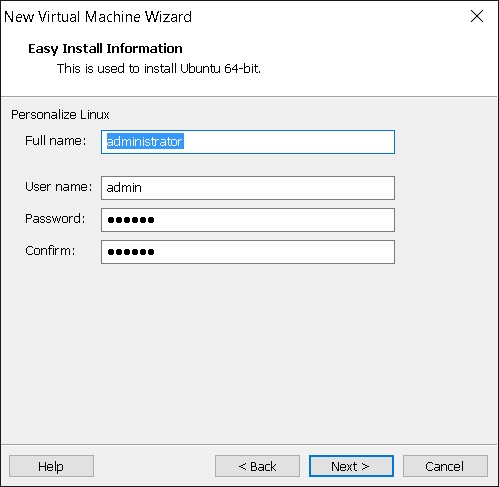 New Virtual Machine Wizard
Easy Install Information
This is used to install Ubuntu 64-bit.
Personalize Linux
Full name: administrator
User name: admin
Password: ●●●●●●
Confirm: ●●●●●●
Help < Back Next > Cancel